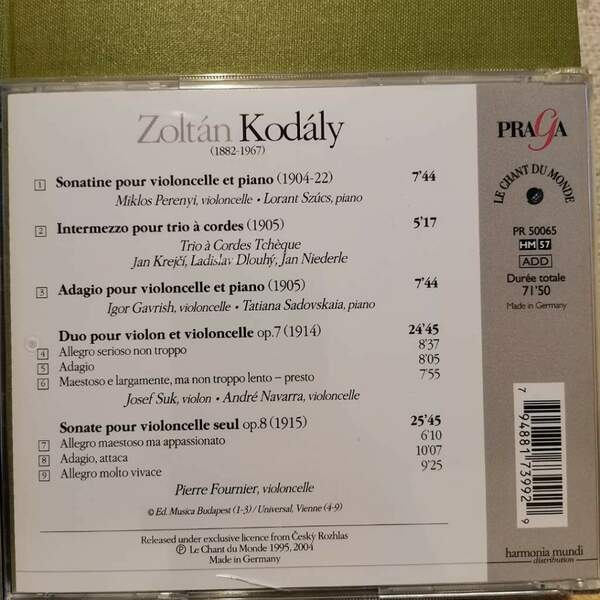 Zoltán Kodály
(1882-1967)
1 Sonatine pour violoncelle et piano (1904-22) 7'44
Miklos Perenyi, violoncelle • Lorant Szúcs, piano
2 Intermezzo pour trio à cordes (1905) 5'17
Trio à Cordes Tchèque
Jan Krejčí, Ladislav Dlouhý, Jan Niederle
3 Adagio pour violoncelle et piano (1905) 7'44
Igor Gavrish, violoncelle • Tatiana Sadovskaia, piano
Duo pour violon et violoncelle op.7 (1914) 24'45
4 Allegro serioso non troppo 8'37
5 Adagio 8'05
6 Maestoso e largamente, ma non troppo lento – presto 7'55
Josef Suk, violon • André Navarra, violoncelle
Sonate pour violoncelle seul op.8 (1915) 25'45
7 Allegro maestoso ma appassionato 6'10
8 Adagio, attaca 10'07
9 Allegro molto vivace 9'25
Pierre Fournier, violoncelle
© Ed. Musica Budapest (1-3) / Universal, Vienne (4-9)
Released under exclusive licence from Český Rozhlas
℗ Le Chant du Monde 1995, 2004
Made in Germany
PRAGA
LE CHANT DU MONDE
PR 50065
HM 57
ADD
Durée totale
71'50
Made in Germany
7 94881 73992 9
harmonia mundi
distribution